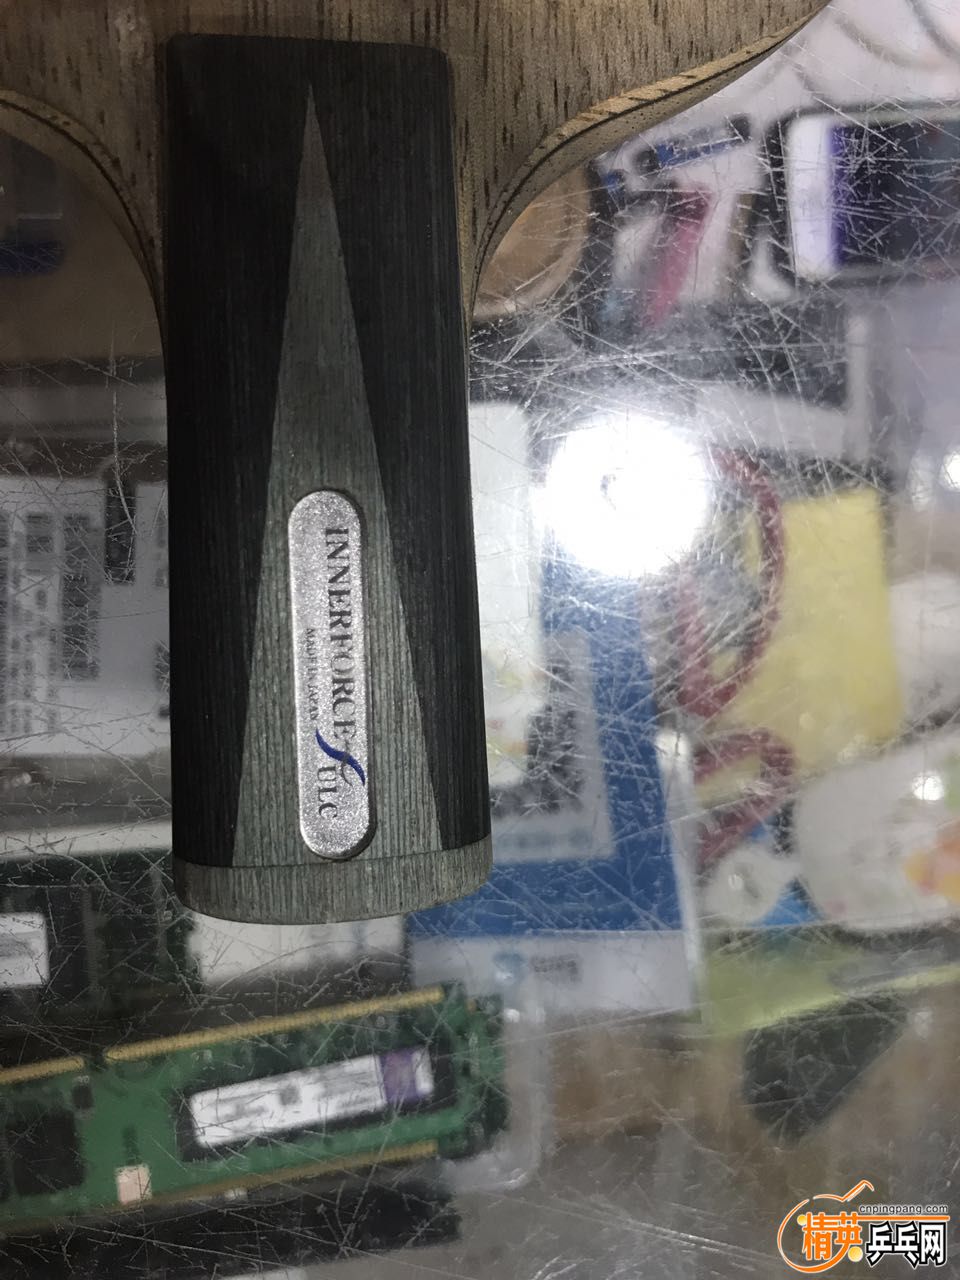 INNERFORCE
ULC
MADE IN JAPAN
cnpingpang.com
精英乒乓网